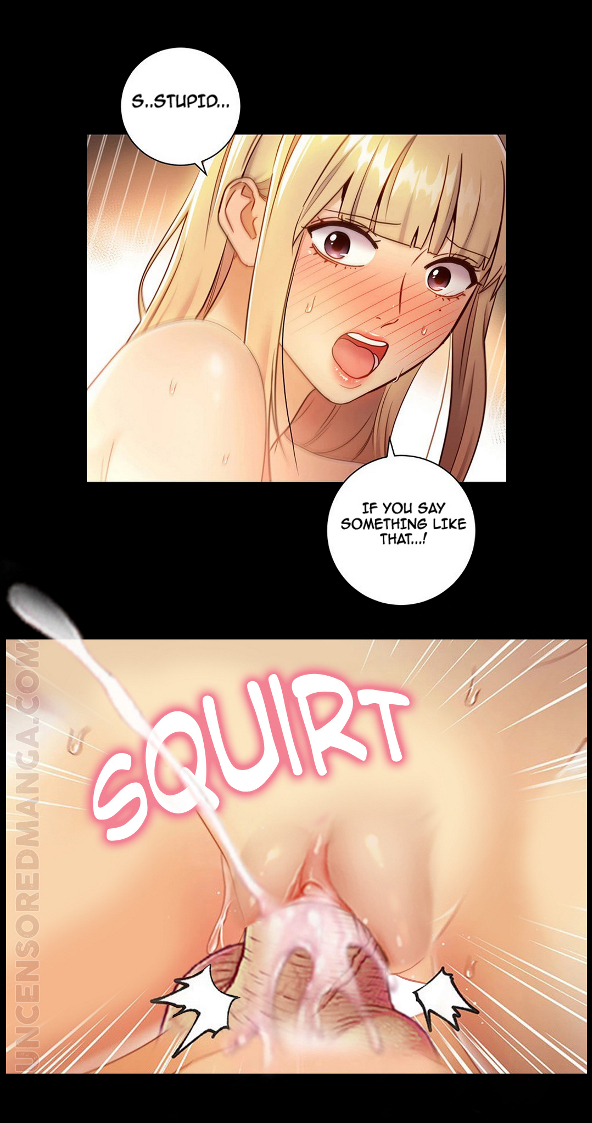 S..STUPID...
IF YOU SAY
SOMETHING LIKE
THAT...!
SQUIRT
UNCENSOREDMANGA.COM